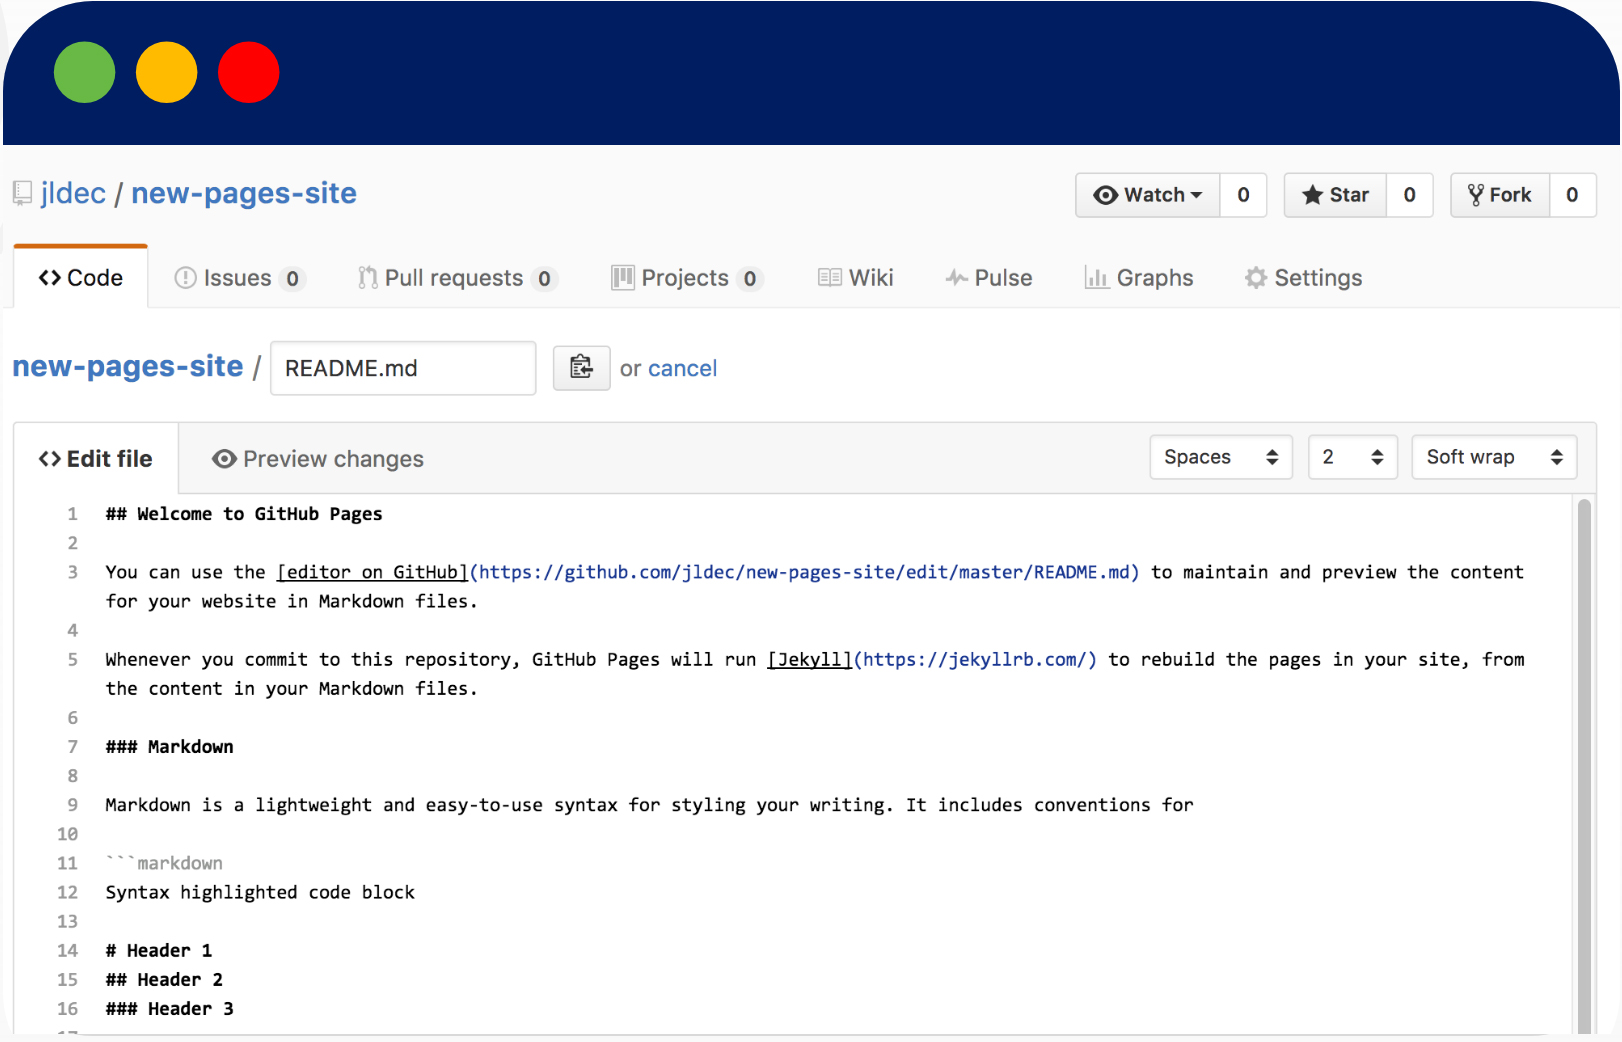 jldec / new-pages-site
Watch 0 Star 0 Fork 0
Code Issues 0 Pull requests 0 Projects 0 Wiki Pulse Graphs Settings
new-pages-site / README.md or cancel
Edit file Preview changes Spaces 2 Soft wrap
1 ## Welcome to GitHub Pages
2
3 You can use the [editor on GitHub](https://github.com/jldec/new-pages-site/edit/master/README.md) to maintain and preview the content
for your website in Markdown files.
4
5 Whenever you commit to this repository, GitHub Pages will run [Jekyll](https://jekyllrb.com/) to rebuild the pages in your site, from
the content in your Markdown files.
6
7 ### Markdown
8
9 Markdown is a lightweight and easy-to-use syntax for styling your writing. It includes conventions for
10
11 ```markdown
12 Syntax highlighted code block
13
14 # Header 1
15 ## Header 2
16 ### Header 3